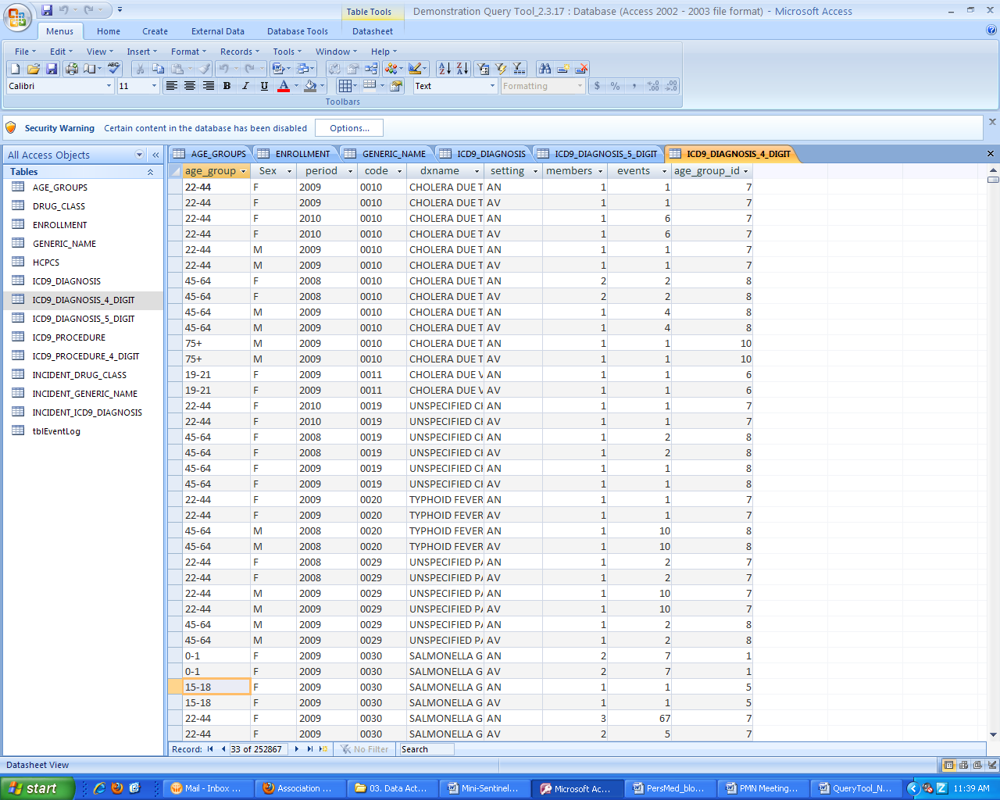 Table Tools
Demonstration Query Tool_2.3.17 : Database (Access 2002 - 2003 file format) - Microsoft Access
Menus Home Create External Data Database Tools Datasheet
File Edit View Insert Format Records Tools Window Help
Calibri 11 B I U A Text Formatting $ % ,
Toolbars
Security Warning Certain content in the database has been disabled Options...
All Access Objects «
Tables
AGE_GROUPS
DRUG_CLASS
ENROLLMENT
GENERIC_NAME
HCPCS
ICD9_DIAGNOSIS
ICD9_DIAGNOSIS_4_DIGIT
ICD9_DIAGNOSIS_5_DIGIT
ICD9_PROCEDURE
ICD9_PROCEDURE_4_DIGIT
INCIDENT_DRUG_CLASS
INCIDENT_GENERIC_NAME
INCIDENT_ICD9_DIAGNOSIS
tblEventLog
AGE_GROUPS ENROLLMENT GENERIC_NAME ICD9_DIAGNOSIS ICD9_DIAGNOSIS_5_DIGIT ICD9_DIAGNOSIS_4_DIGIT
age_group Sex period code dxname setting members events age_group_id
22-44 F 2009 0010 CHOLERA DUE T AN 1 1 7
22-44 F 2009 0010 CHOLERA DUE T AV 1 1 7
22-44 F 2010 0010 CHOLERA DUE T AN 1 6 7
22-44 F 2010 0010 CHOLERA DUE T AV 1 6 7
22-44 M 2009 0010 CHOLERA DUE T AN 1 1 7
22-44 M 2009 0010 CHOLERA DUE T AV 1 1 7
45-64 F 2008 0010 CHOLERA DUE T AN 2 2 8
45-64 F 2008 0010 CHOLERA DUE T AV 2 2 8
45-64 M 2009 0010 CHOLERA DUE T AN 1 4 8
45-64 M 2009 0010 CHOLERA DUE T AV 1 4 8
75+ M 2009 0010 CHOLERA DUE T AN 1 1 10
75+ M 2009 0010 CHOLERA DUE T AV 1 1 10
19-21 F 2009 0011 CHOLERA DUE V AN 1 1 6
19-21 F 2009 0011 CHOLERA DUE V AV 1 1 6
22-44 F 2010 0019 UNSPECIFIED CH AN 1 1 7
22-44 F 2010 0019 UNSPECIFIED CH AV 1 1 7
45-64 F 2008 0019 UNSPECIFIED CH AN 1 2 8
45-64 F 2008 0019 UNSPECIFIED CH AV 1 2 8
45-64 F 2009 0019 UNSPECIFIED CH AN 1 1 8
45-64 F 2009 0019 UNSPECIFIED CH AV 1 1 8
22-44 F 2009 0020 TYPHOID FEVER AN 1 1 7
22-44 F 2009 0020 TYPHOID FEVER AV 1 1 7
45-64 M 2008 0020 TYPHOID FEVER AN 1 10 8
45-64 M 2008 0020 TYPHOID FEVER AV 1 10 8
22-44 F 2008 0029 UNSPECIFIED PA AN 1 2 7
22-44 F 2008 0029 UNSPECIFIED PA AV 1 2 7
22-44 M 2009 0029 UNSPECIFIED PA AN 1 10 7
22-44 M 2009 0029 UNSPECIFIED PA AV 1 10 7
45-64 M 2009 0029 UNSPECIFIED PA AN 1 2 8
45-64 M 2009 0029 UNSPECIFIED PA AV 1 2 8
0-1 F 2009 0030 SALMONELLA G AN 2 7 1
0-1 F 2009 0030 SALMONELLA G AV 2 7 1
15-18 F 2009 0030 SALMONELLA G AN 1 1 5
15-18 F 2009 0030 SALMONELLA G AV 1 1 5
22-44 F 2009 0030 SALMONELLA G AN 3 67 7
22-44 F 2009 0030 SALMONELLA G AV 2 5 7
Record: 33 of 252867 No Filter Search
Datasheet View
start Mail - Inbox ... Association ... 03. Data Act... Mini-Sentinel... Microsoft Ac... PersMed_blo... PMN Meeting... QueryTool_N... 11:39 AM